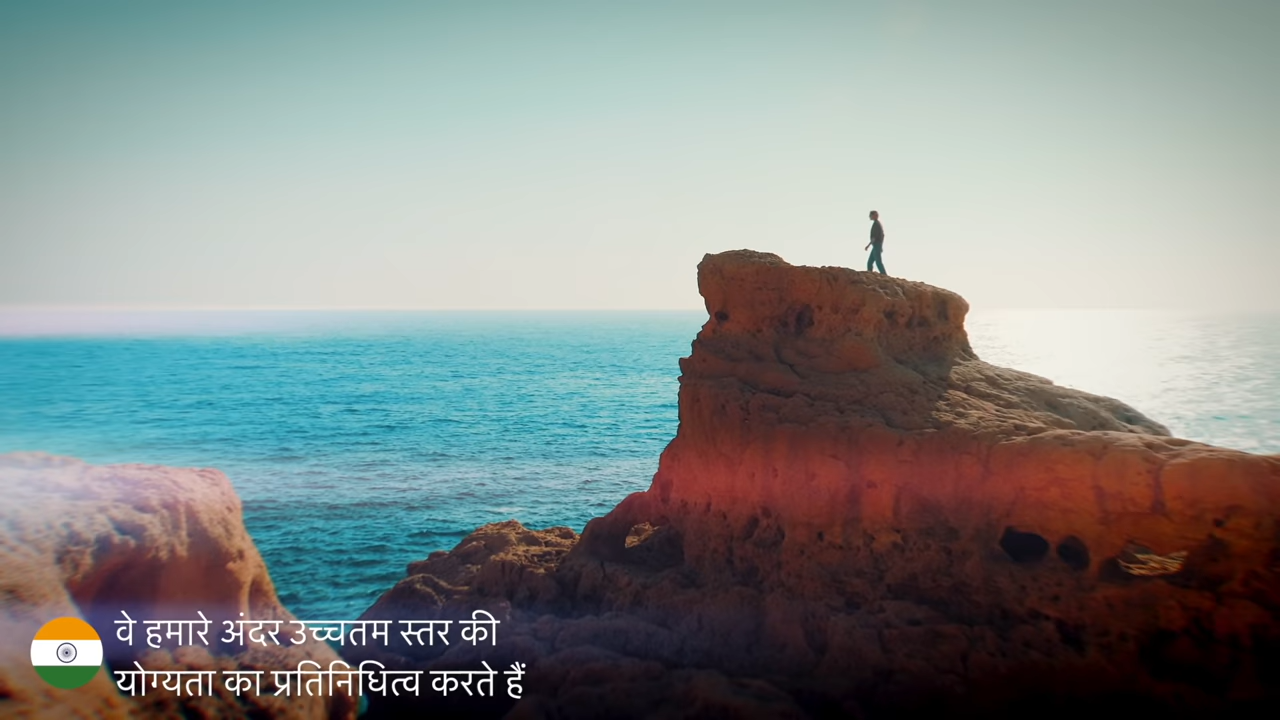 वे हमारे अंदर उच्चतम स्तर की
योग्यता का प्रतिनिधित्व करते हैं